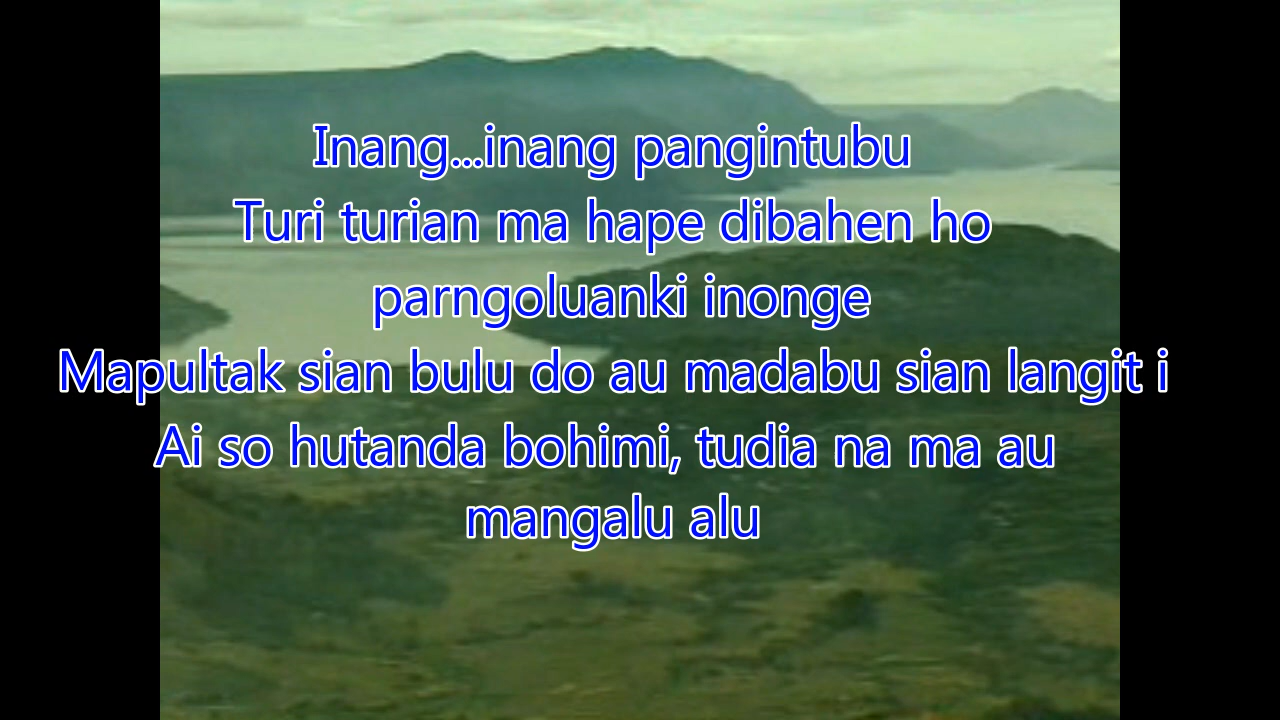 Inang...inang pangintubu
Turi turian ma hape dibahen ho
parngoluanki inonge
Mapultak sian bulu do au madabu sian langit i
Ai so hutanda bohimi, tudia na ma au
mangalu alu